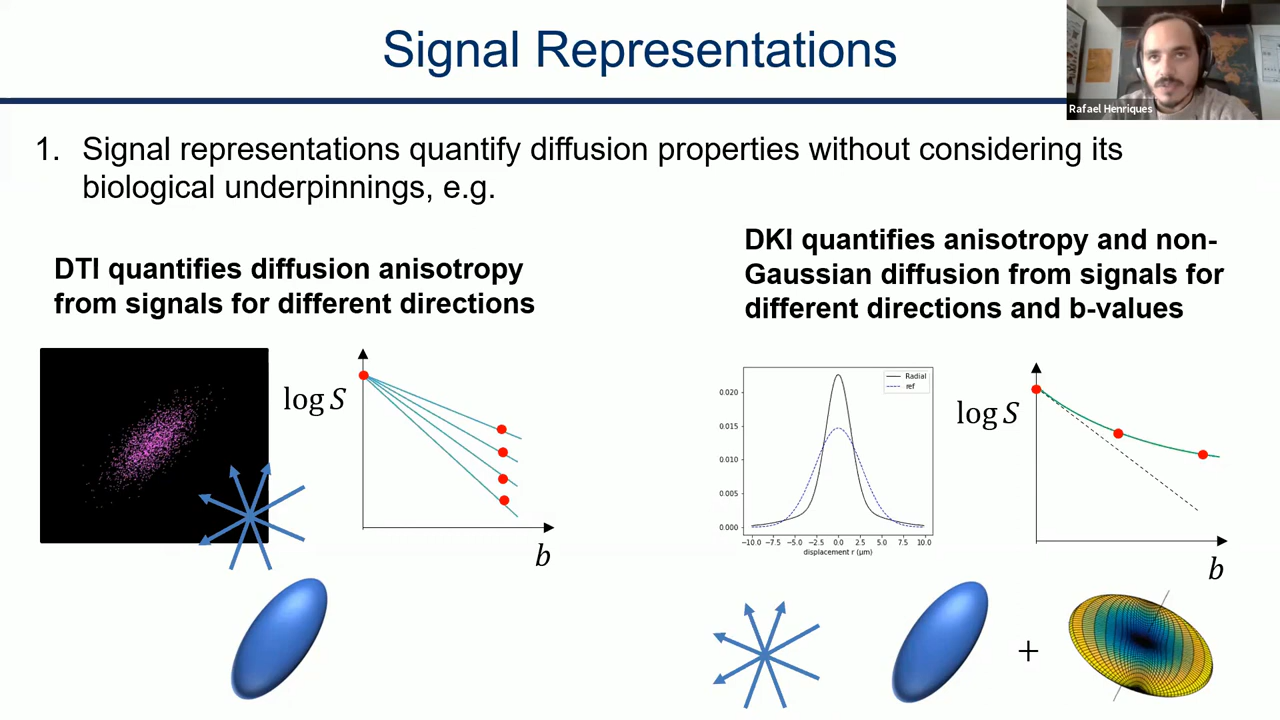 Signal Representations
Rafael Henriques
1. Signal representations quantify diffusion properties without considering its
biological underpinnings, e.g.
DTI quantifies diffusion anisotropy
from signals for different directions
log S
b
DKI quantifies anisotropy and non-
Gaussian diffusion from signals for
different directions and b-values
Radial
ref
0.020
0.015
0.010
0.005
0.000
−10.0 −7.5 −5.0 −2.5 0.0 2.5 5.0 7.5 10.0
displacement r (μm)
log S
b
+